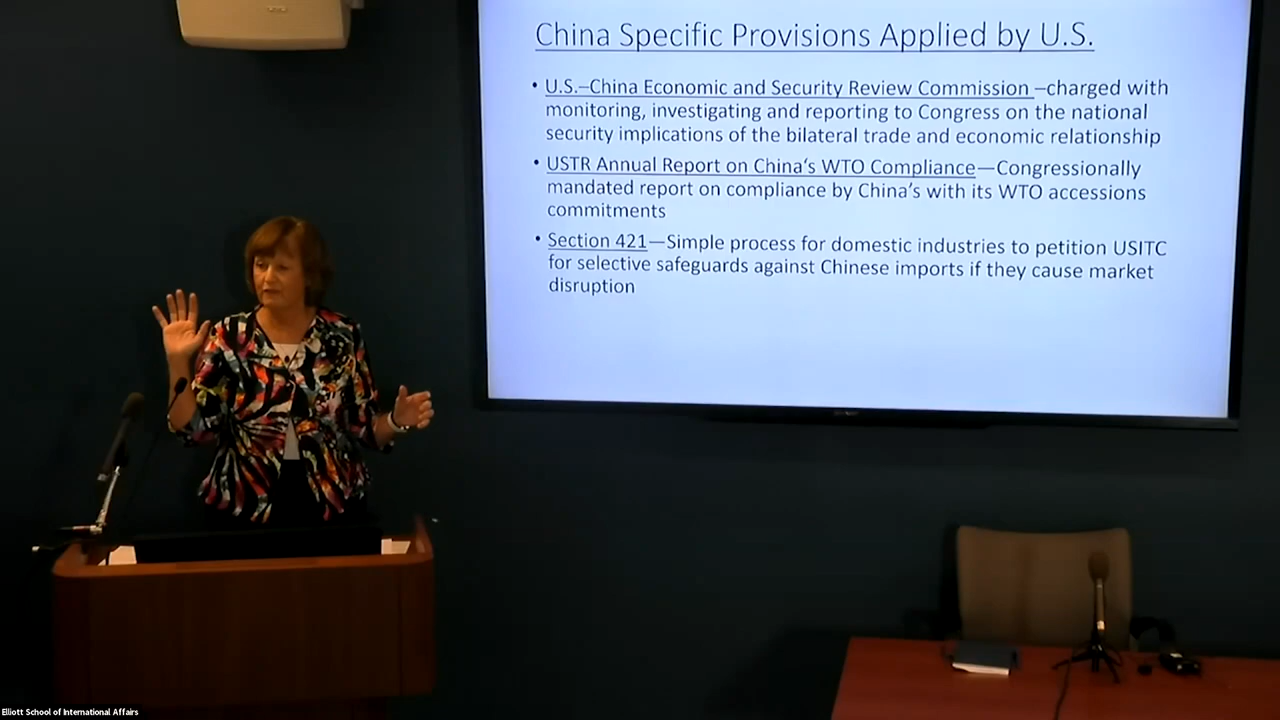 China Specific Provisions Applied by U.S.
• U.S.–China Economic and Security Review Commission –charged with
monitoring, investigating and reporting to Congress on the national
security implications of the bilateral trade and economic relationship
• USTR Annual Report on China's WTO Compliance—Congressionally
mandated report on compliance by China's with its WTO accessions
commitments
• Section 421—Simple process for domestic industries to petition USITC
for selective safeguards against Chinese imports if they cause market
disruption
Elliott School of International Affairs